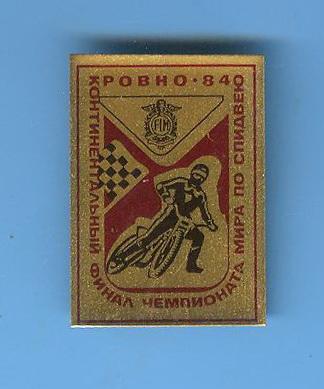 РОВНО·84
FIM
КОНТИНЕНТАЛЬНЫЙ
ФИНАЛ ЧЕМПИОНАТА
МИРА ПО СПИДВЕЮ